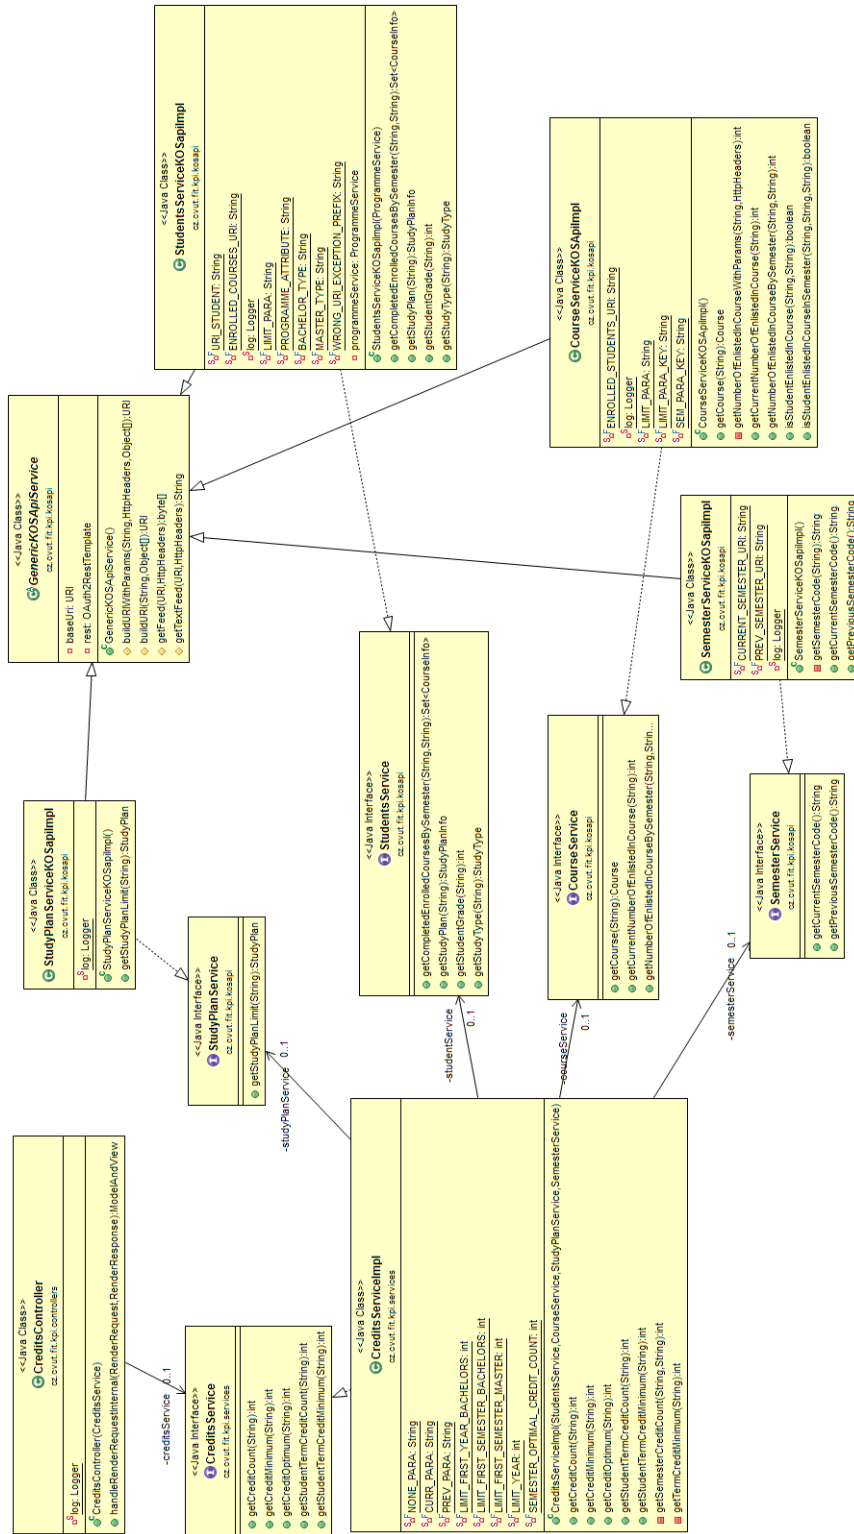 <<Java Class>>
CreditsController
cz.cvut.fit.kpi.controllers
log: Logger
CreditsController(CreditsService)
handleRenderRequestInternal(RenderRequest,RenderResponse):ModelAndView
-creditsService 0..1
<<Java Interface>>
CreditsService
cz.cvut.fit.kpi.services
getCreditCount(String):int
getCreditMinimum(String):int
getCreditOptimum(String):int
getStudentTermCreditCount(String):int
getStudentTermCreditMinimum(String):int
<<Java Class>>
CreditsServiceImpl
cz.cvut.fit.kpi.services
NONE_PARA: String
CURR_PARA: String
PREV_PARA: String
LIMIT_FIRST_YEAR_BACHELORS: int
LIMIT_FIRST_SEMESTER_BACHELORS: int
LIMIT_FIRST_SEMESTER_MASTER: int
LIMIT_YEAR: int
SEMESTER_OPTIMAL_CREDIT_COUNT: int
CreditsServiceImpl(StudentsService,CourseService,StudyPlanService,SemesterService)
getCreditCount(String):int
getCreditMinimum(String):int
getCreditOptimum(String):int
getStudentTermCreditCount(String):int
getStudentTermCreditMinimum(String):int
getSemesterCreditCount(String,String):int
getTermCreditMinimum(String):int
<<Java Class>>
StudyPlanServiceKOSapiImpl
cz.cvut.fit.kpi.kosapi
log: Logger
StudyPlanServiceKOSapiImpl()
getStudyPlanLimit(String):StudyPlan
<<Java Interface>>
StudyPlanService
cz.cvut.fit.kpi.kosapi
getStudyPlanLimit(String):StudyPlan
-studyPlanService 0..1
<<Java Interface>>
StudentsService
cz.cvut.fit.kpi.kosapi
getCompletedEnrolledCoursesBySemester(String,String):Set<CourseInfo>
getStudyPlan(String):StudyPlanInfo
getStudentGrade(String):int
getStudyType(String):StudyType
-studentService
0..1
<<Java Interface>>
CourseService
cz.cvut.fit.kpi.kosapi
getCourse(String):Course
getCurrentNumberOfEnlistedInCourse(String):int
getNumberOfEnlistedInCourseBySemester(String,Strin...
-courseService
0..1
<<Java Interface>>
SemesterService
cz.cvut.fit.kpi.kosapi
getCurrentSemesterCode():String
getPreviousSemesterCode():String
-semesterService 0..1
<<Java Class>>
GenericKOSApiService
cz.cvut.fit.kpi.kosapi
baseUri: URI
rest: OAuth2RestTemplate
GenericKOSApiService()
buildURIWithParams(String,HttpHeaders,Object[]):URI
buildURI(String,Object[]):URI
getFeed(URI,HttpHeaders):byte[]
getTextFeed(URI,HttpHeaders):String
<<Java Class>>
StudentsServiceKOSapiImpl
cz.cvut.fit.kpi.kosapi
URI_STUDENT: String
ENROLLED_COURSES_URI: String
log: Logger
LIMIT_PARA: String
PROGRAMME_ATTRIBUTE: String
BACHELOR_TYPE: String
MASTER_TYPE: String
WRONG_URI_EXCEPTION_PREFIX: String
programmeService: ProgrammeService
StudentsServiceKOSapiImpl(ProgrammeService)
getCompletedEnrolledCoursesBySemester(String,String):Set<CourseInfo>
getStudyPlan(String):StudyPlanInfo
getStudentGrade(String):int
getStudyType(String):StudyType
<<Java Class>>
CourseServiceKOSApiImpl
cz.cvut.fit.kpi.kosapi
ENROLLED_STUDENTS_URI: String
log: Logger
LIMIT_PARA: String
LIMIT_PARA_KEY: String
SEM_PARA_KEY: String
CourseServiceKOSApiImpl()
getCourse(String):Course
getNumberOfEnlistedInCourseWithParams(String,HttpHeaders):int
getCurrentNumberOfEnlistedInCourse(String):int
getNumberOfEnlistedInCourseBySemester(String,String):int
isStudentEnlistedInCourse(String,String):boolean
isStudentEnlistedInCourseInSemester(String,String,String):boolean
<<Java Class>>
SemesterServiceKOSapiImpl
cz.cvut.fit.kpi.kosapi
CURRENT_SEMESTER_URI: String
PREV_SEMESTER_URI: String
log: Logger
SemesterServiceKOSapiImpl()
getSemesterCode(String):String
getCurrentSemesterCode():String
getPreviousSemesterCode():String